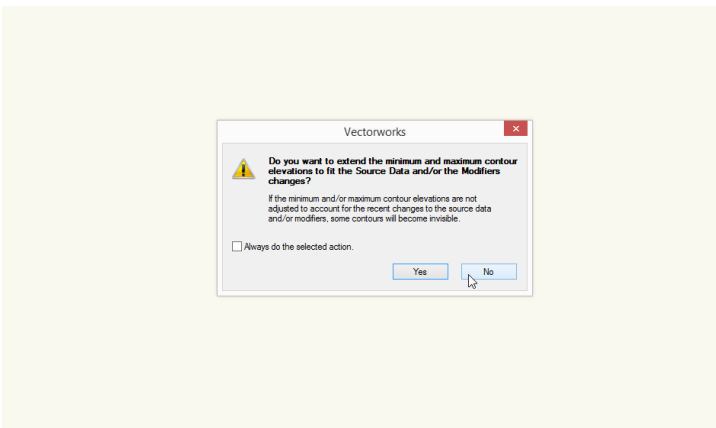 Vectorworks
Do you want to extend the minimum and maximum contour
elevations to fit the Source Data and/or the Modifiers
changes?
If the minimum and/or maximum contour elevations are not
adjusted to account for the recent changes to the source data
and/or modifiers, some contours will become invisible.
Always do the selected action.
Yes No